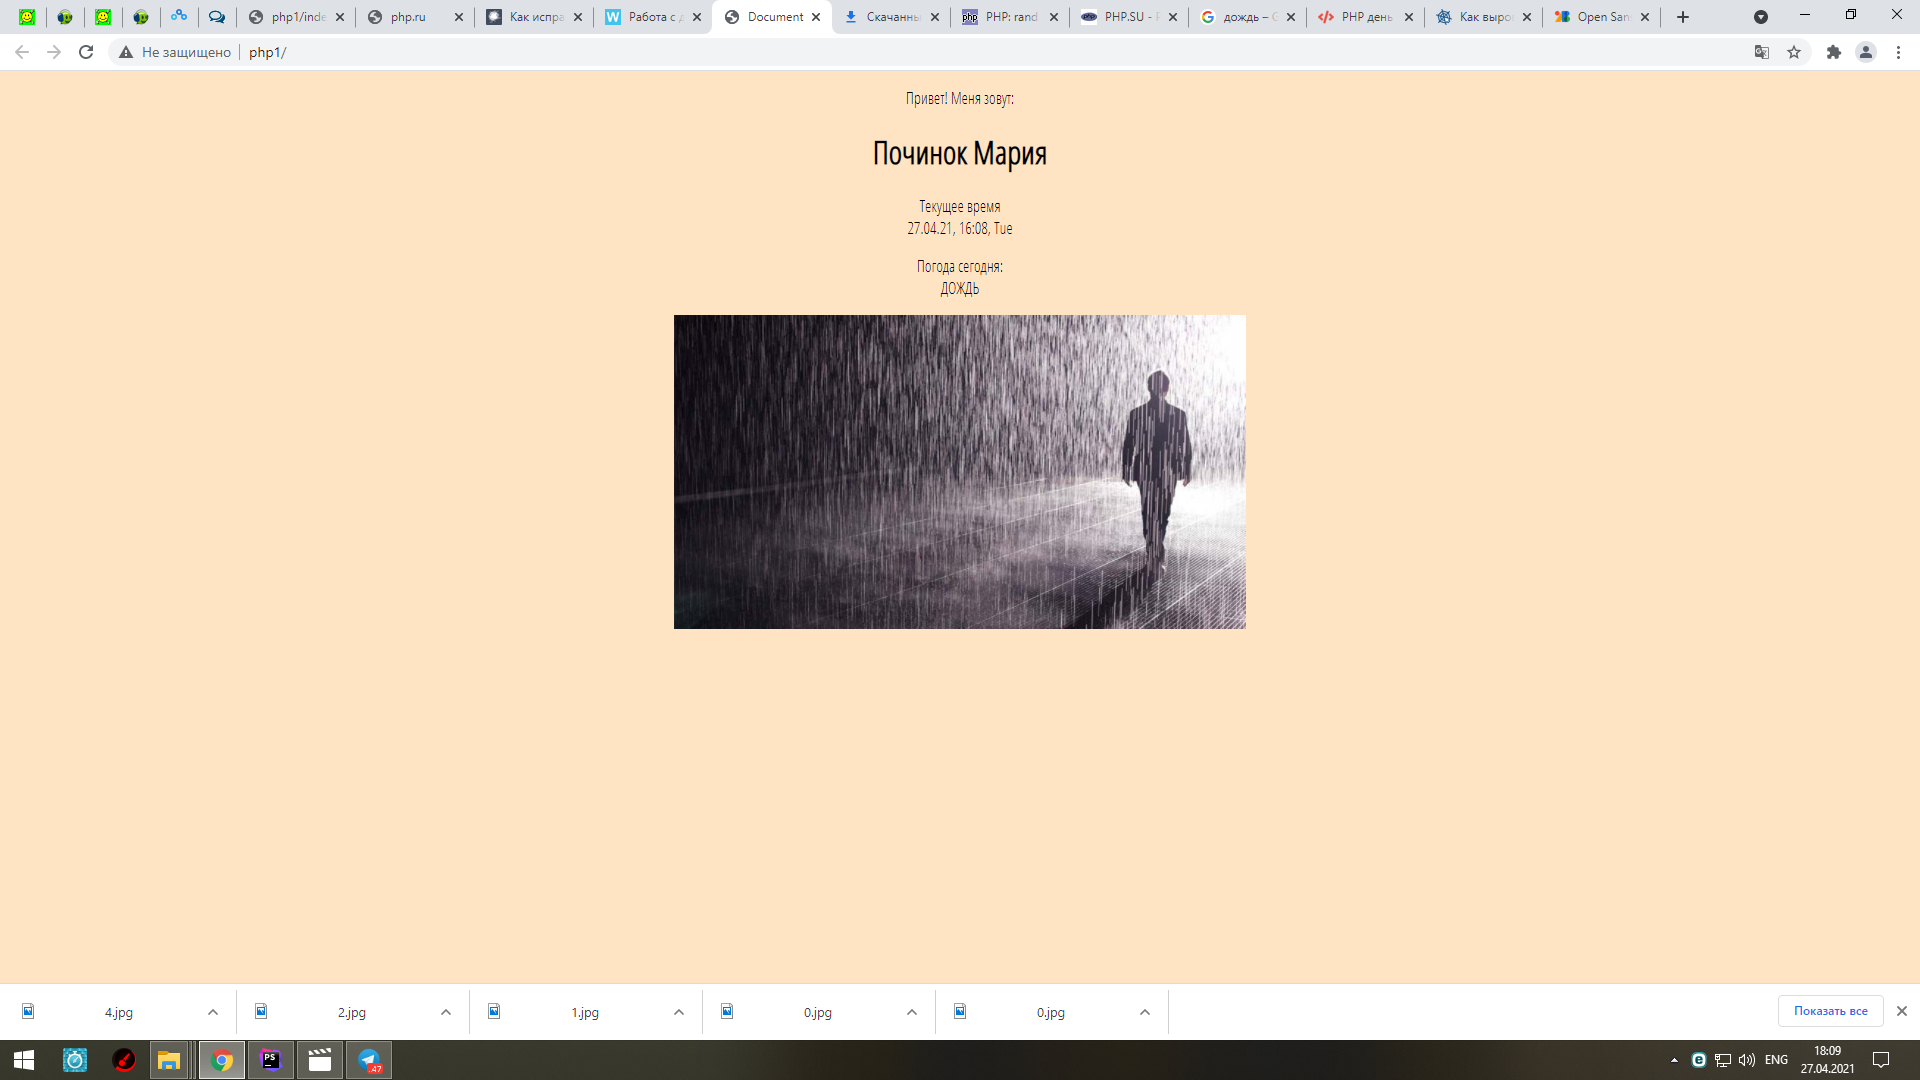 php1/inde
php.ru
Как испра
Работа с д
Document
Скачанны
PHP: rand
PHP.SU - P
дождь – G
PHP день
Как выро
Open San
Не защищено
php1/
Привет! Меня зовут:
Починок Мария
Текущее время
27.04.21, 16:08, Tue
Погода сегодня:
ДОЖДЬ
4.jpg
2.jpg
1.jpg
0.jpg
0.jpg
Показать все
PS
47
ENG
18:09
27.04.2021